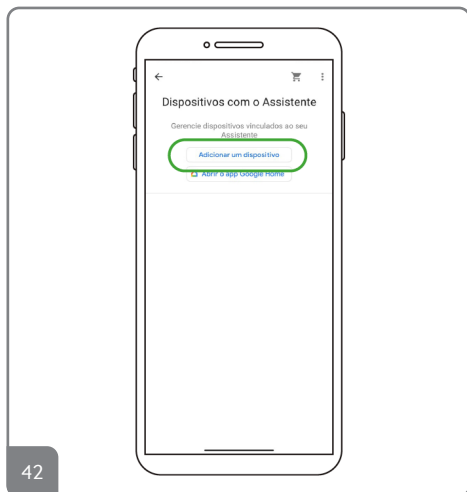 Dispositivos com o Assistente
Gerencie dispositivos vinculados ao seu
Assistente
Adicionar um dispositivo
Abrir o app Google Home
42